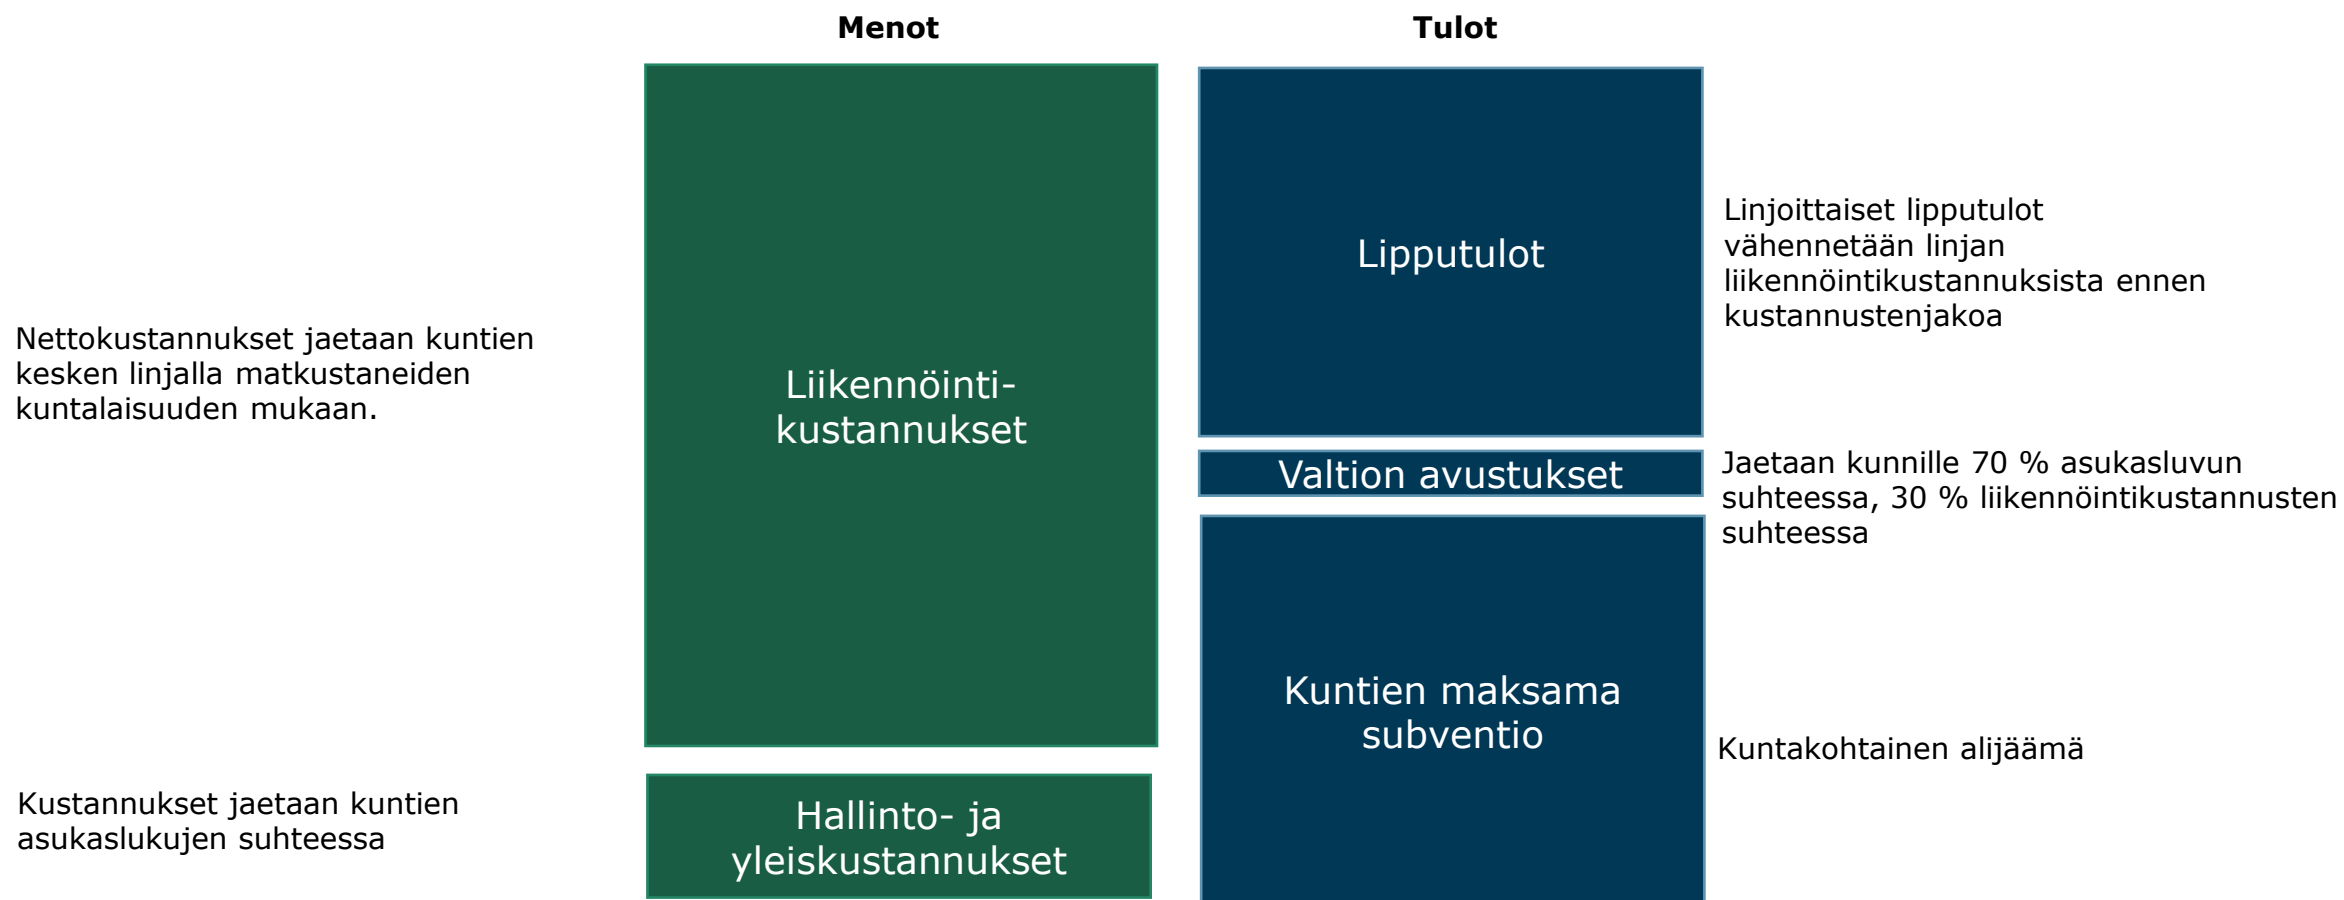 Menot
Tulot
Nettokustannukset jaetaan kuntien
kesken linjalla matkustaneiden
kuntalaisuuden mukaan.
Liikennöinti-
kustannukset
Lipputulot
Linjoittaiset lipputulot
vähennetään linjan
liikennöintikustannuksista ennen
kustannustenjakoa
Valtion avustukset
Jaetaan kunnille 70 % asukasluvun
suhteessa, 30 % liikennöintikustannusten
suhteessa
Kuntien maksama
subventio
Kuntakohtainen alijäämä
Kustannukset jaetaan kuntien
asukaslukujen suhteessa
Hallinto- ja
yleiskustannukset